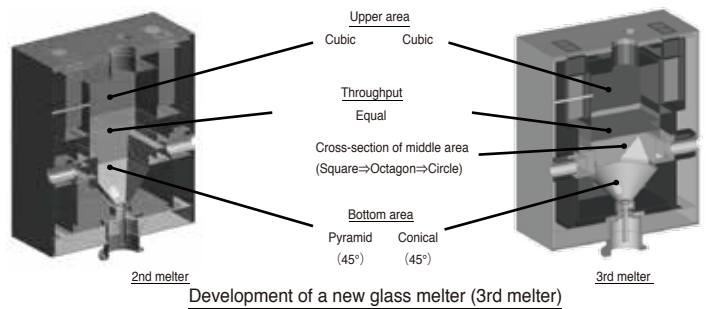 Upper area
Cubic Cubic
Throughput
Equal
Cross-section of middle area
(Square⇒Octagon⇒Circle)
Bottom area
Pyramid Conical
(45°) (45°)
2nd melter 3rd melter
Development of a new glass melter (3rd melter)